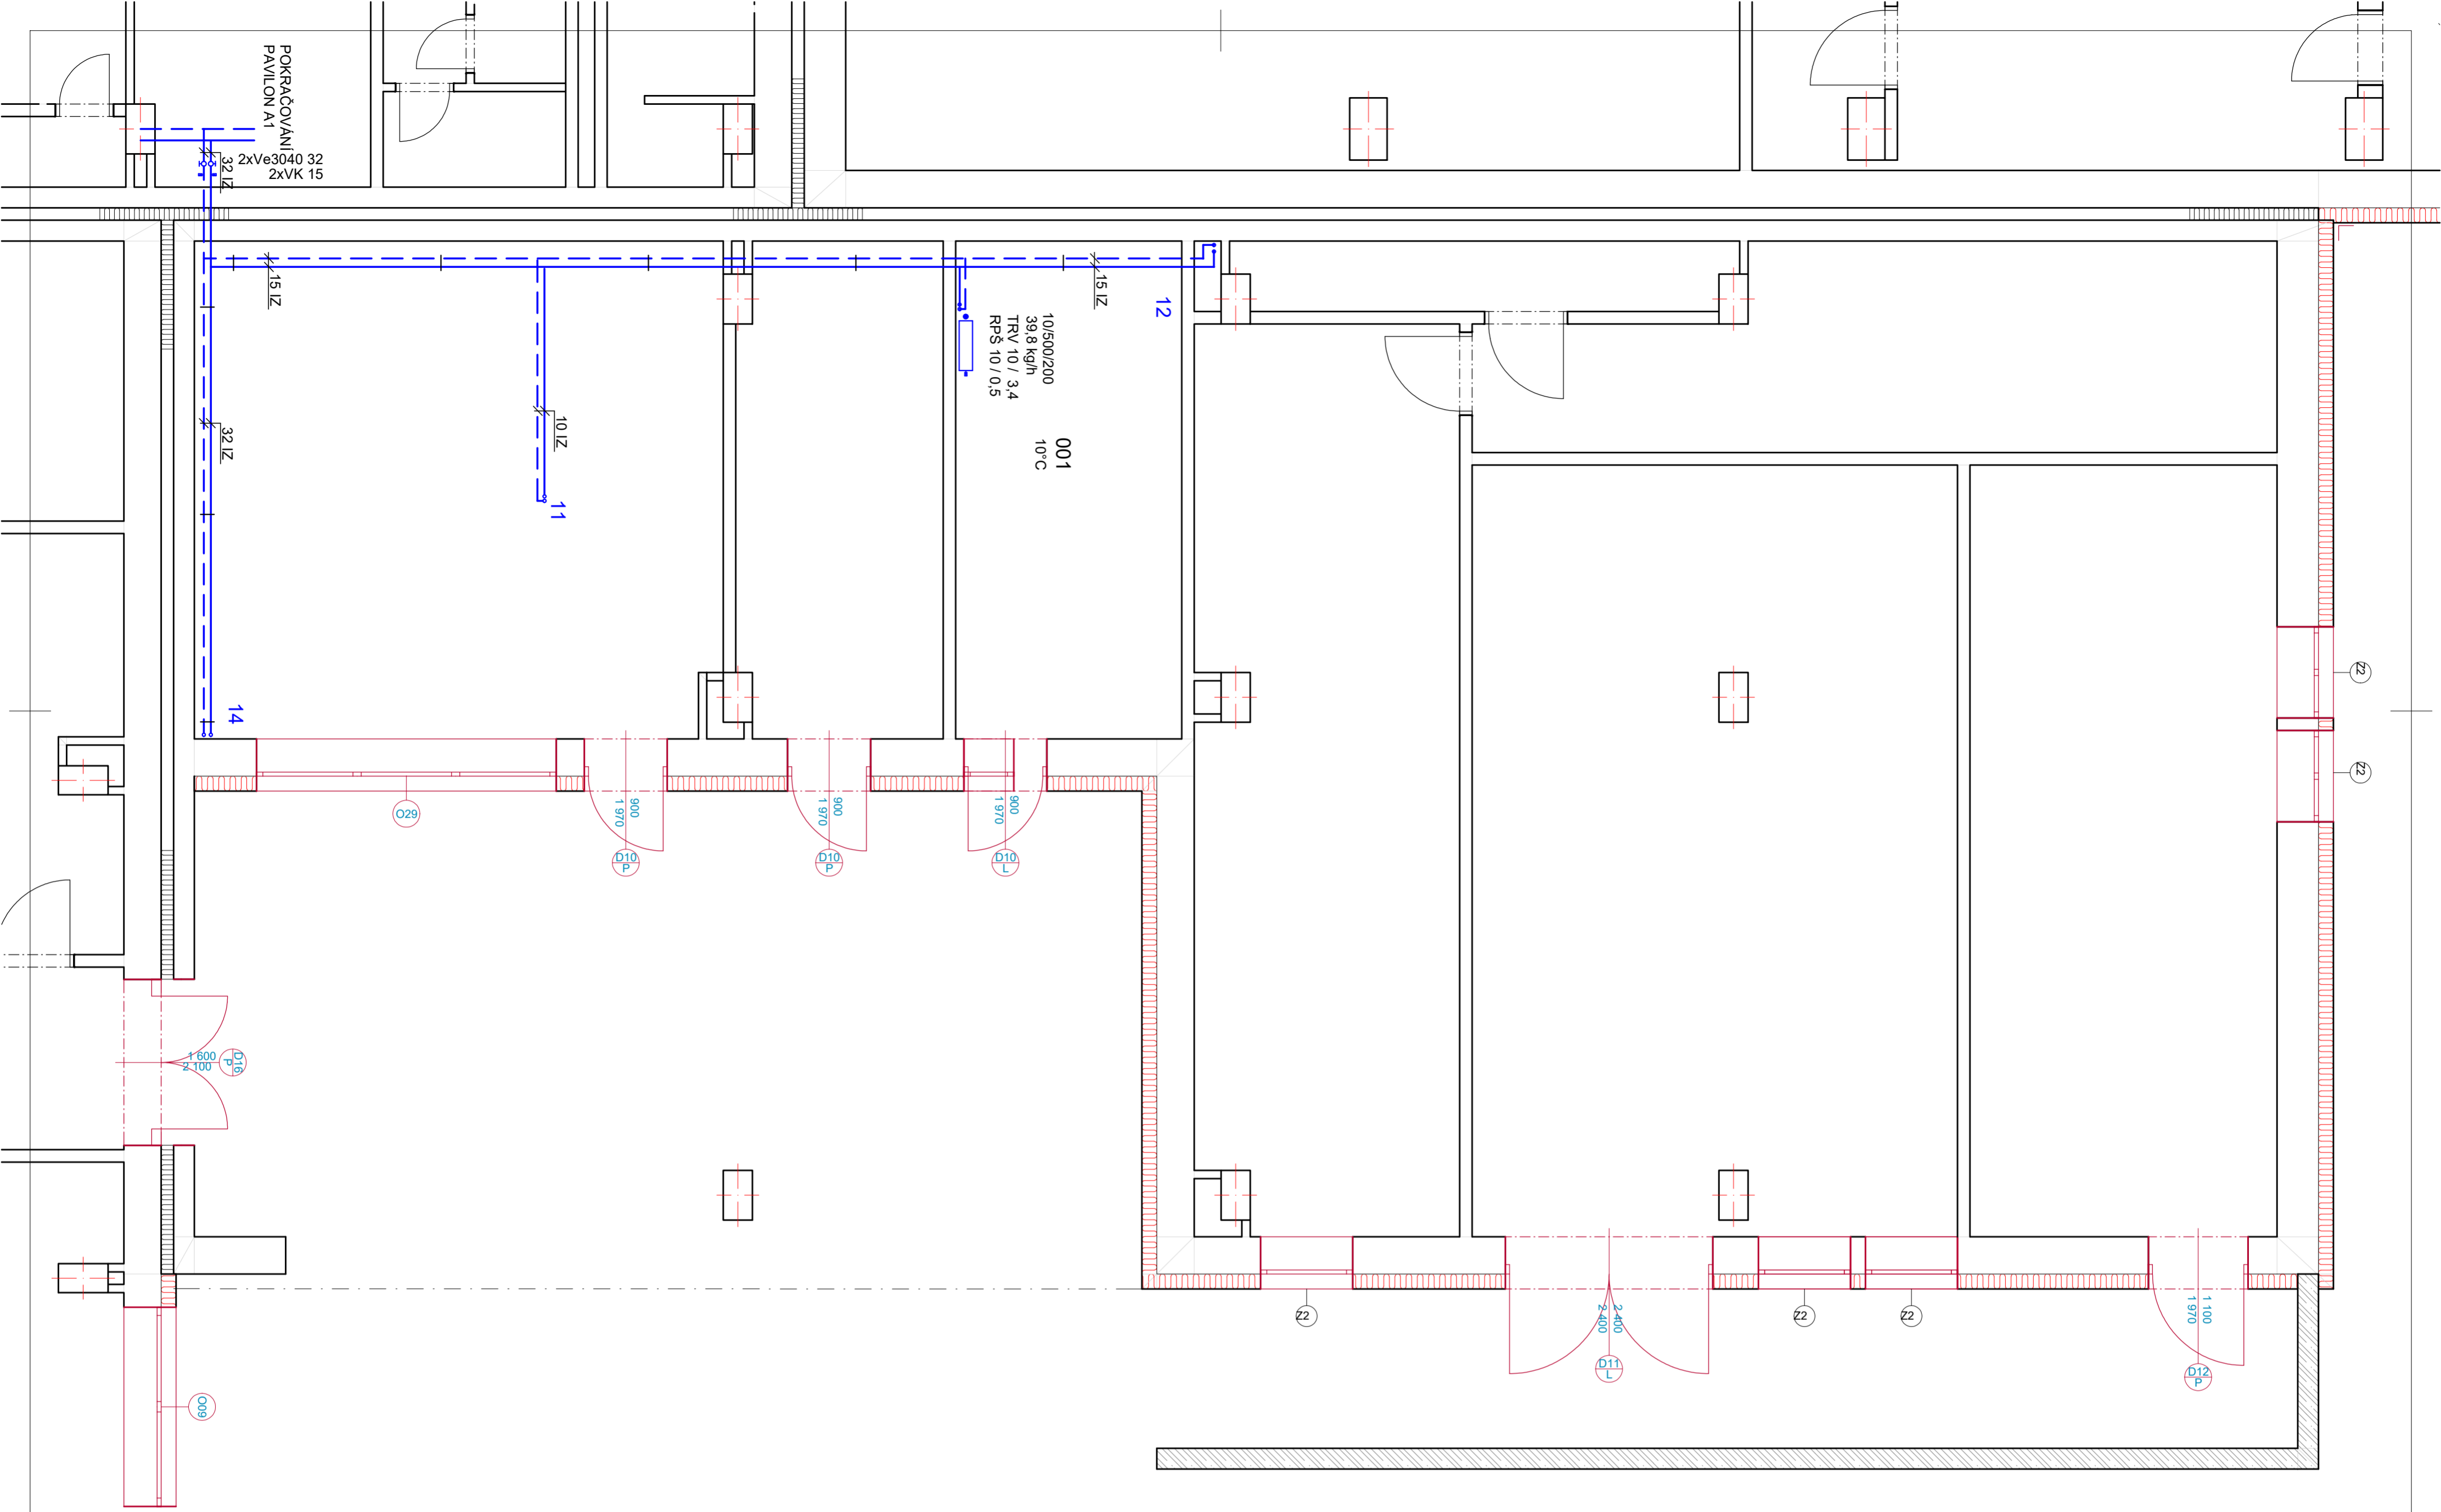 POKRAČOVÁNÍ
PAVILON A1
2xVe3040 32
2xVK 15
32 IZ
15 IZ
15 IZ
12
10/500/200
39,8 kg/h
TRV 10 / 3,4
RPŠ 10 / 0,5
001
10°C
10 IZ
11
32 IZ
14
O29
900
1 970
D10
P
900
1 970
D10
P
900
1 970
D10
L
Z2
Z2
1 600
2 100
D16
P
O09
Z2
2 400
2 400
D11
L
Z2
Z2
1 100
1 970
D12
P